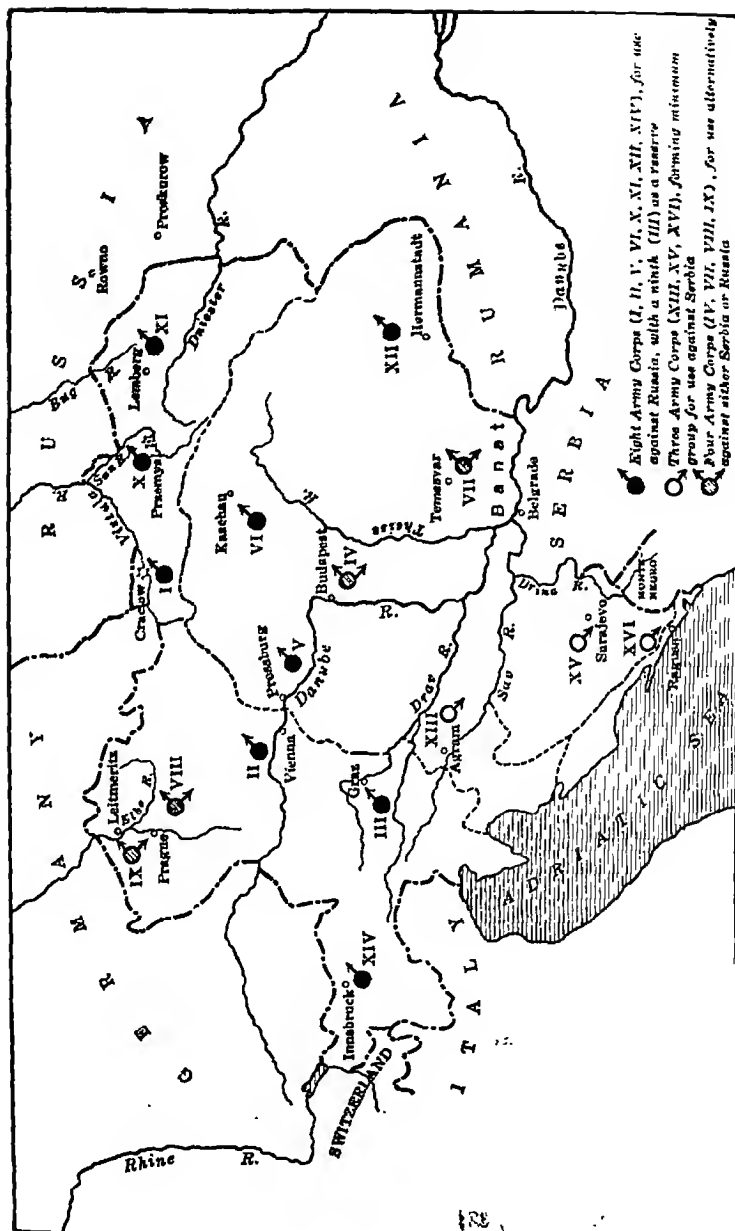 GERMANY
RUSSIA
Rowno
Proskurow
Bug R.
Vistula
San R.
Lemberg
XI
X
Przemysl
Dniester R.
Cracow
I
Leitmeritz
Elbe R.
IX
Prague
VIII
Kaschau
VI
Theiss R.
Pressburg
V
Danube R.
II
Vienna
Budapest
IV
XII
Hermannstadt
RUMANIA
Temesvar
VII
Banat
Innsbruck
XIV
Graz
III
Drav R.
XIII
Agram
Sav R.
Belgrade
SERBIA
Danube R.
Rhine R.
SWITZERLAND
ITALY
ADRIATIC SEA
Drina R.
XV
Sarajevo
XVI
Ragusa
MONTE-
NEGRO
Eight Army Corps (I, II, V, VI, X, XI, XII, XIV), for use
against Russia, with a ninth (III) as a reserve
Three Army Corps (XIII, XV, XVI), forming minimum
group for use against Serbia
Four Army Corps (IV, VII, VIII, IX), for use alternatively
against either Serbia or Russia